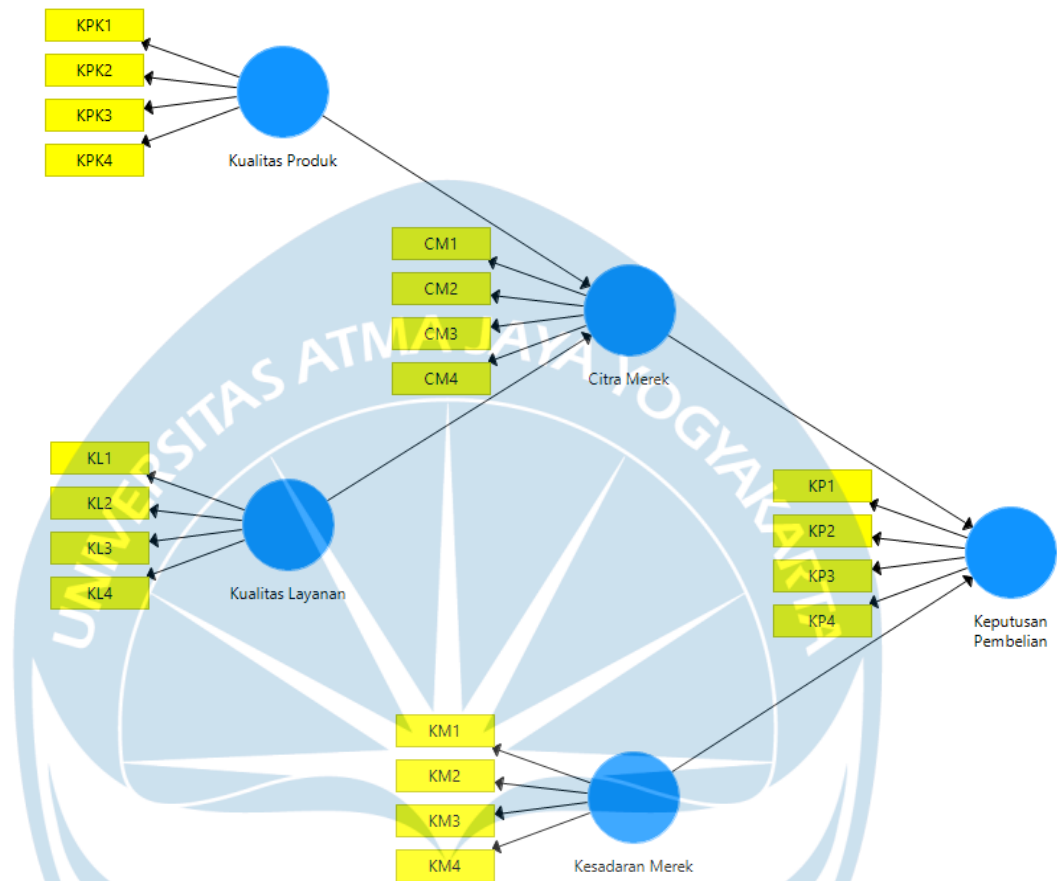 KPK1
KPK2
KPK3
KPK4
Kualitas Produk
CM1
CM2
CM3
CM4
Citra Merek
KL1
KL2
KL3
KL4
Kualitas Layanan
KP1
KP2
KP3
KP4
Keputusan
Pembelian
KM1
KM2
KM3
KM4
Kesadaran Merek
UNIVERSITAS ATMA JAYA YOGYAKARTA